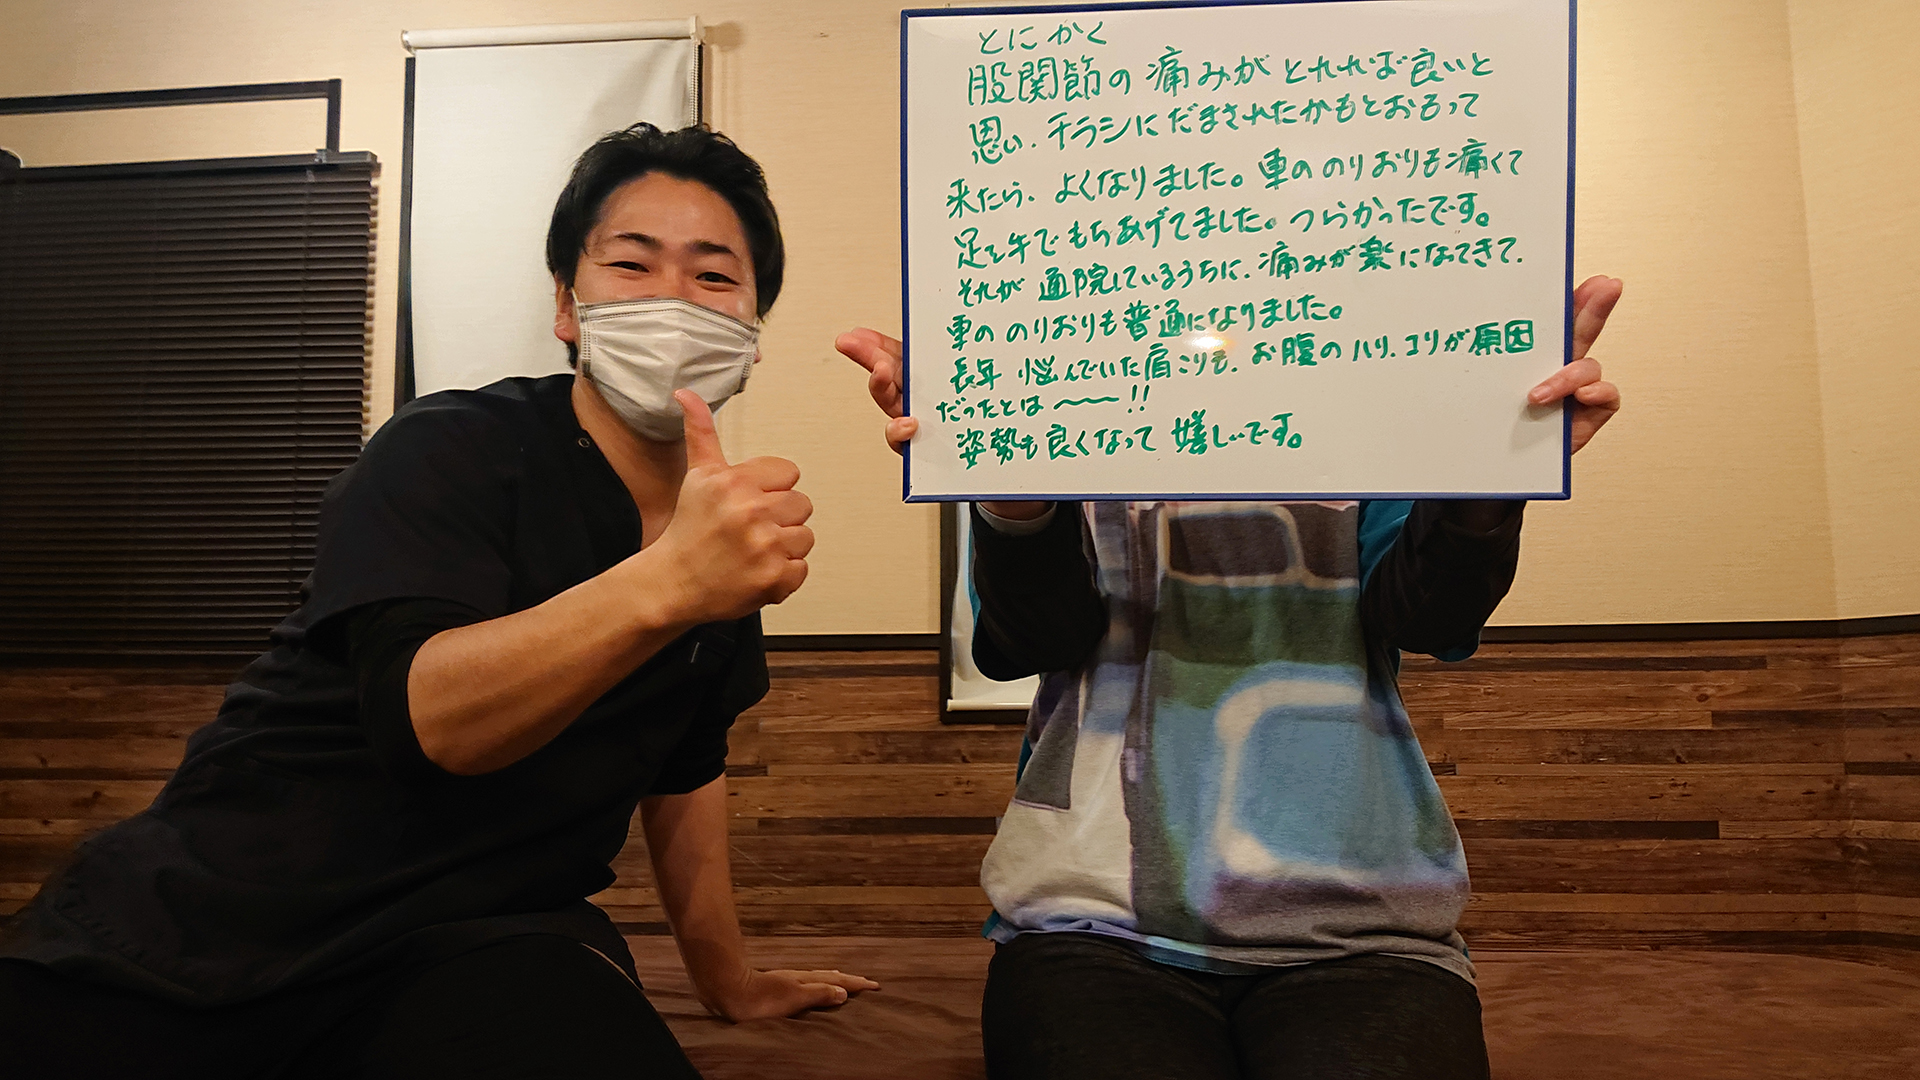 とにかく
股関節の痛みがとれれば良いと
思い、チラシにだまされたかもとおもって
来たら、よくなりました。車ののりおりも痛くて
足を手でもちあげてました。つらかったです。
それが通院しているうちに、痛みが楽になってきて、
車ののりおりも普通になりました。
長年悩んでいた肩こりも、お腹のハリ、コリが原因
だったとは〜〜!!
姿勢も良くなって嬉しいです。